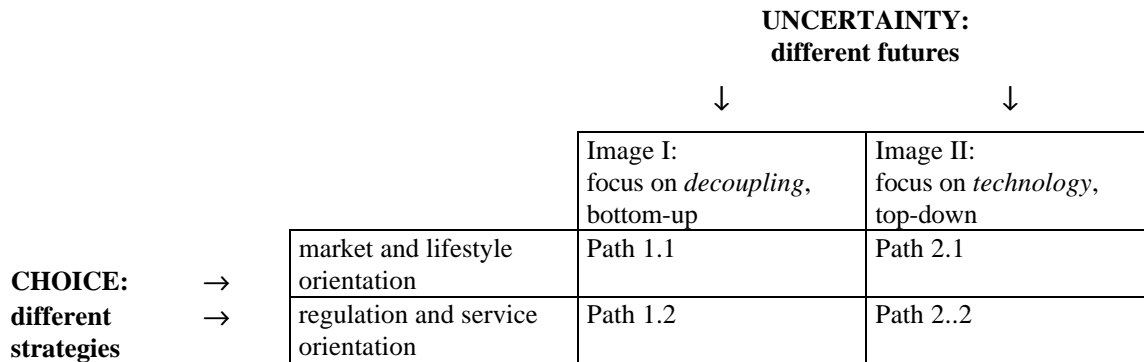 UNCERTAINTY:
different futures
↓ ↓
Image I: Image II:
focus on decoupling, focus on technology,
bottom-up top-down
market and lifestyle Path 1.1 Path 2.1
CHOICE: → orientation
different → regulation and service Path 1.2 Path 2..2
strategies orientation